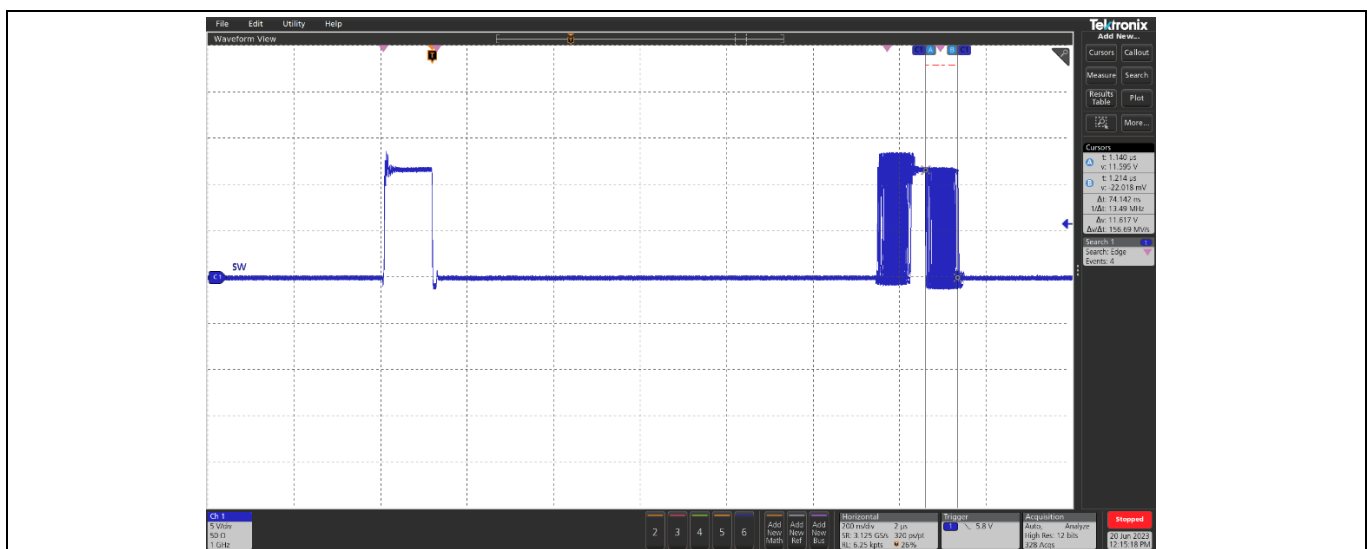 File Edit Utility Help
Tektronix
Waveform View
Add New...
T
C1 A B C1
Cursors Callout
Measure Search
Results Table Plot
More...
Cursors
A t: 1.140 µs
v: 11.595 V
B t: 1.214 µs
v: -22.018 mV
Δt: 74.142 ns
1/Δt: 13.49 MHz
Δv: 11.617 V
Δv/Δt: 156.69 MV/s
Search 1 1
Search: Edge
Events: 4
SW
C1
Ch 1
5 V/div
50 Ω
1 GHz
2 3 4 5 6
Add New Math
Add New Ref
Add New Bus
Horizontal
200 ns/div 2 µs
SR: 3.125 GS/s 320 ps/pt
RL: 6.25 kpts 26%
Trigger
1 5.8 V
Acquisition
Auto, Analyze
High Res: 12 bits
328 Acqs
Stopped
20 Jun 2023
12:15:18 PM